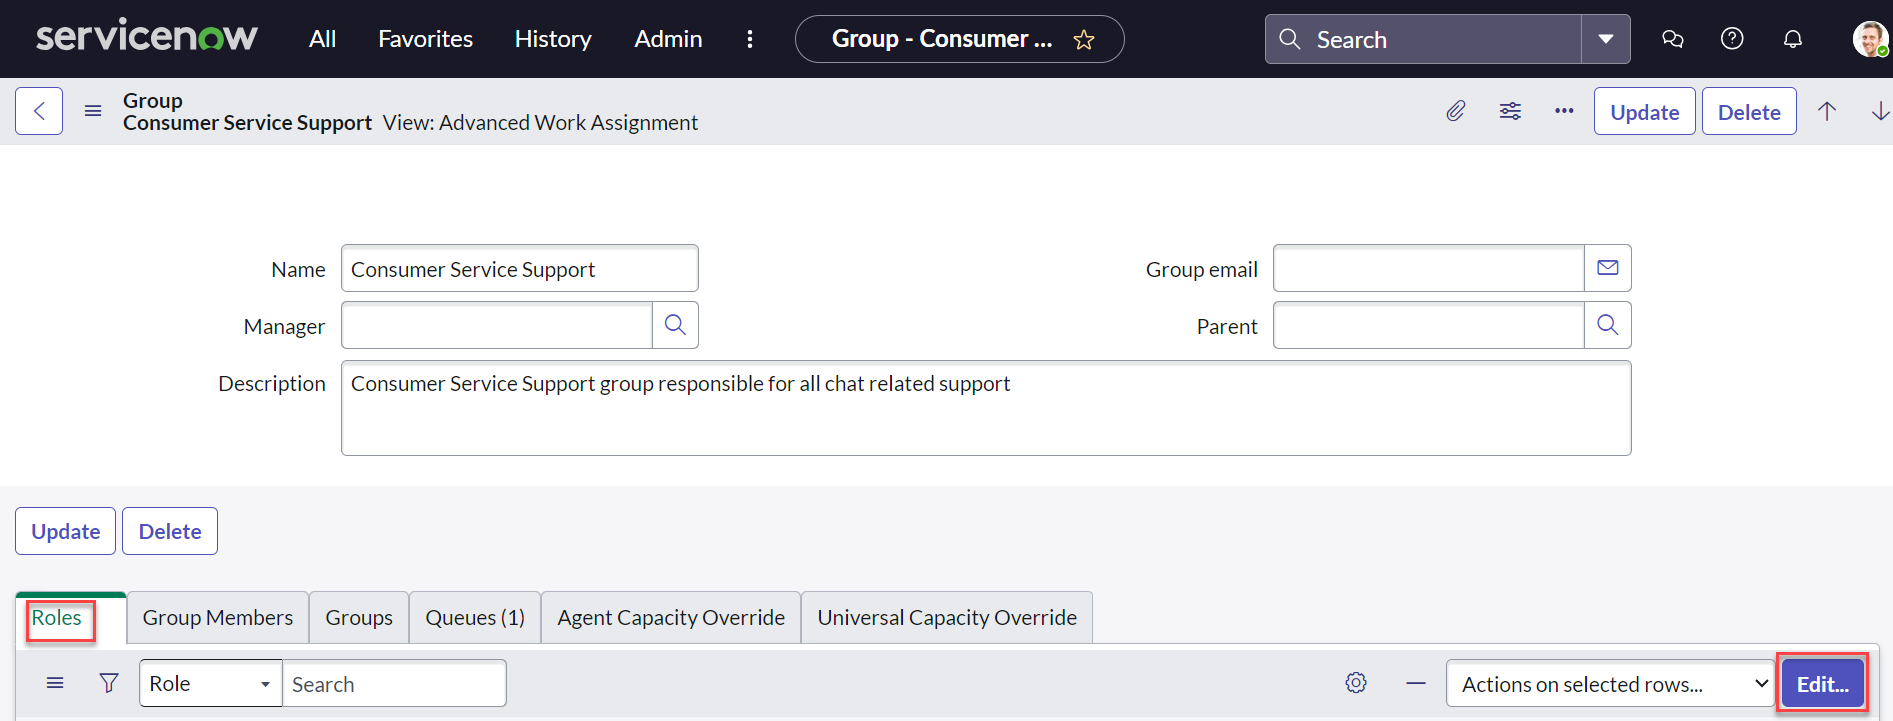 servicenow All Favorites History Admin Group - Consumer ... Search
Group
Consumer Service Support View: Advanced Work Assignment
Update Delete
Name Consumer Service Support Group email
Manager Parent
Description Consumer Service Support group responsible for all chat related support
Update Delete
Roles Group Members Groups Queues (1) Agent Capacity Override Universal Capacity Override
Role Search Actions on selected rows... Edit...